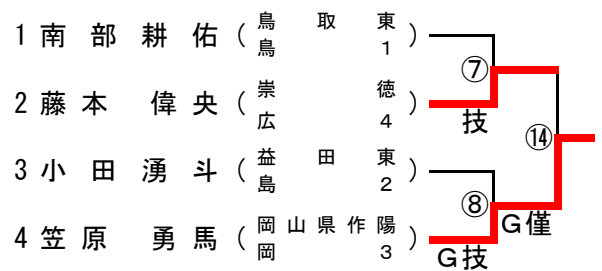 1 南部耕佑 (鳥取東 鳥1)
⑦
2 藤本偉央 (崇徳 広4)
技
⑭
3 小田湧斗 (益田東 島2)
⑧
G僅
4 笠原勇馬 (岡山県作陽 岡3)
G技